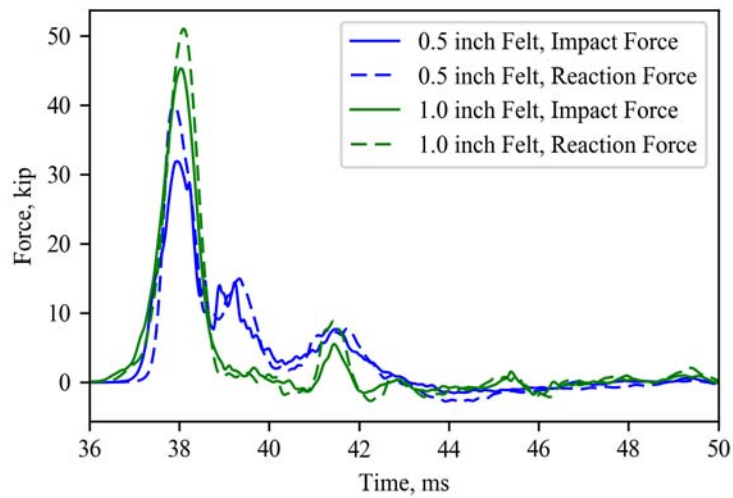 50
40
30
20
10
0
Force, kip
0.5 inch Felt, Impact Force
0.5 inch Felt, Reaction Force
1.0 inch Felt, Impact Force
1.0 inch Felt, Reaction Force
36 38 40 42 44 46 48 50
Time, ms